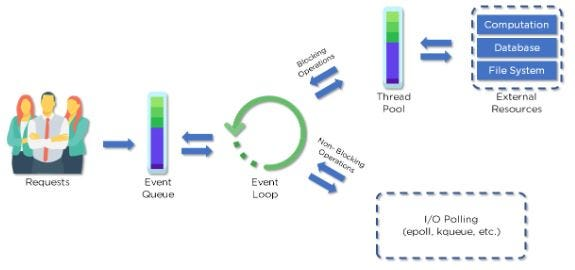 Requests
Event
Queue
Event
Loop
Blocking
Operations
Non- Blocking
Operations
Thread
Pool
Computation
Database
File System
External
Resources
I/O Polling
(epoll, kqueue, etc.)